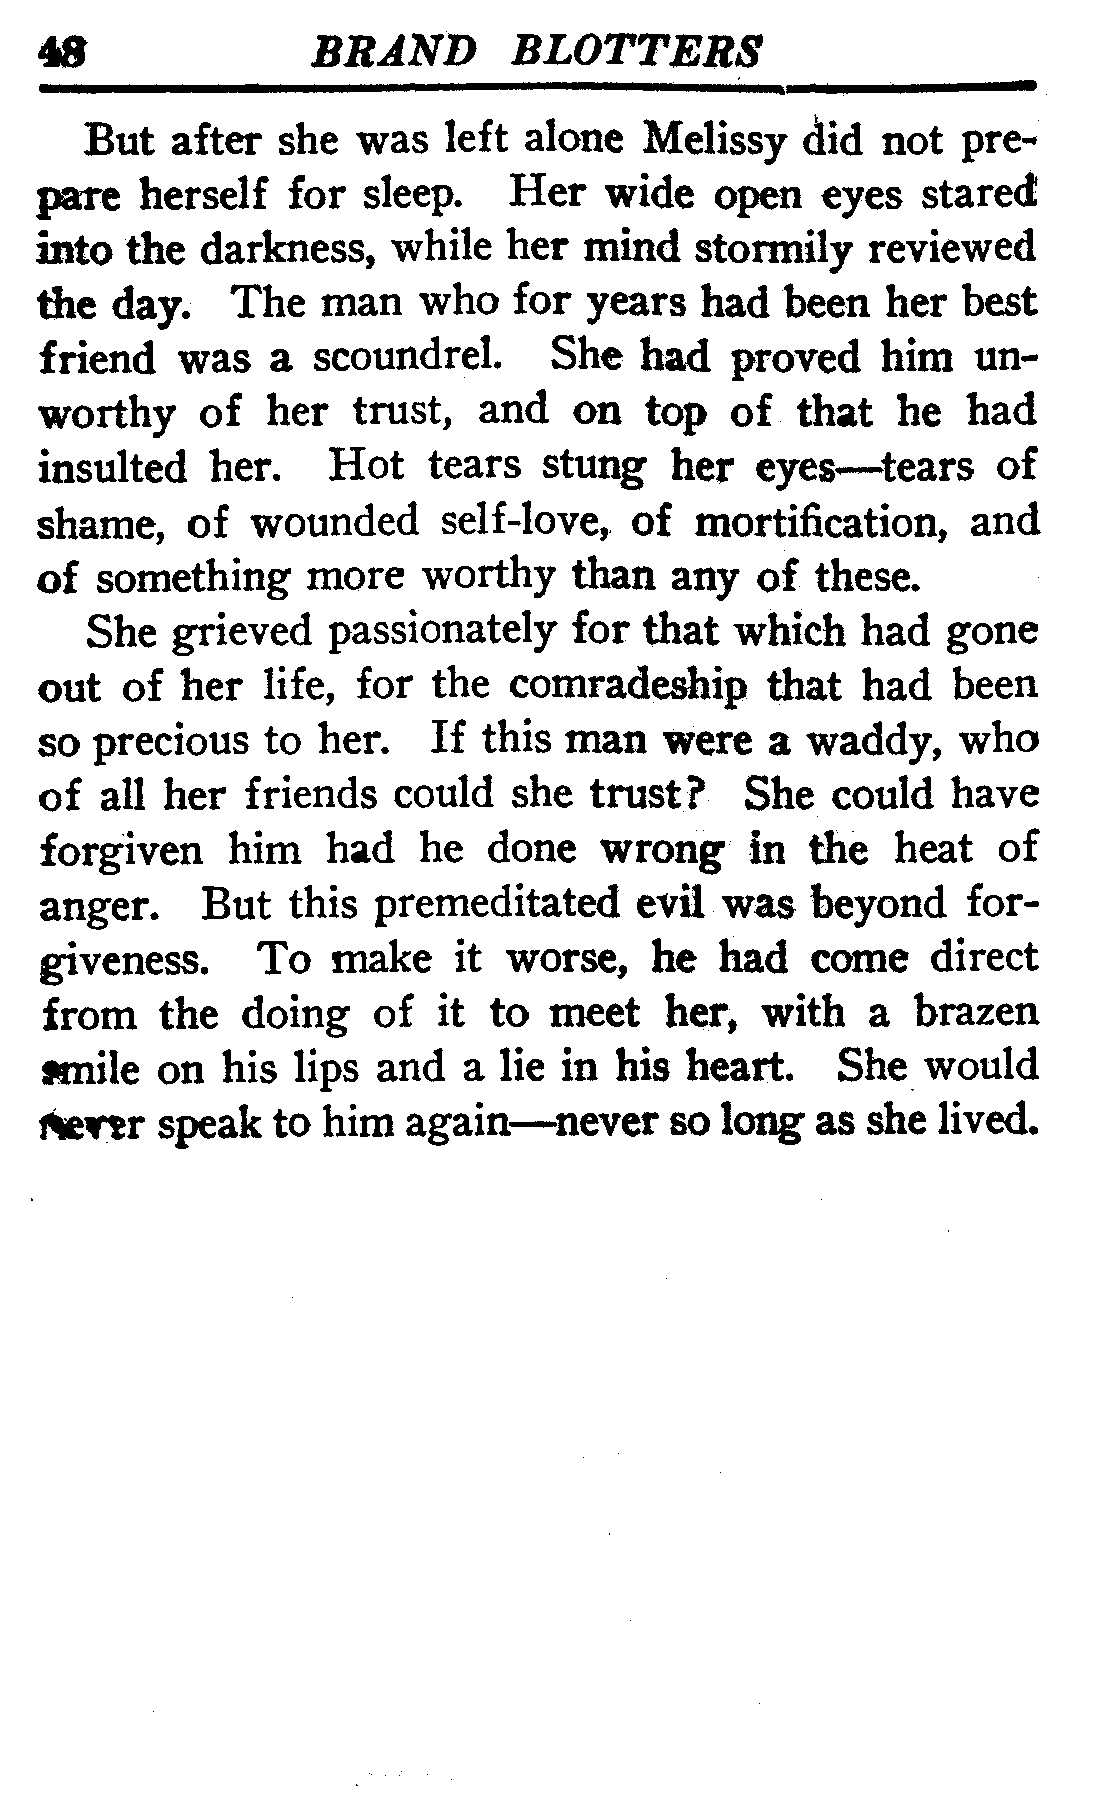 48 BRAND BLOTTERS
But after she was left alone Melissy did not pre-
pare herself for sleep. Her wide open eyes stared
into the darkness, while her mind stormily reviewed
the day. The man who for years had been her best
friend was a scoundrel. She had proved him un-
worthy of her trust, and on top of that he had
insulted her. Hot tears stung her eyes—tears of
shame, of wounded self-love, of mortification, and
of something more worthy than any of these.
She grieved passionately for that which had gone
out of her life, for the comradeship that had been
so precious to her. If this man were a waddy, who
of all her friends could she trust? She could have
forgiven him had he done wrong in the heat of
anger. But this premeditated evil was beyond for-
giveness. To make it worse, he had come direct
from the doing of it to meet her, with a brazen
smile on his lips and a lie in his heart. She would
never speak to him again—never so long as she lived.